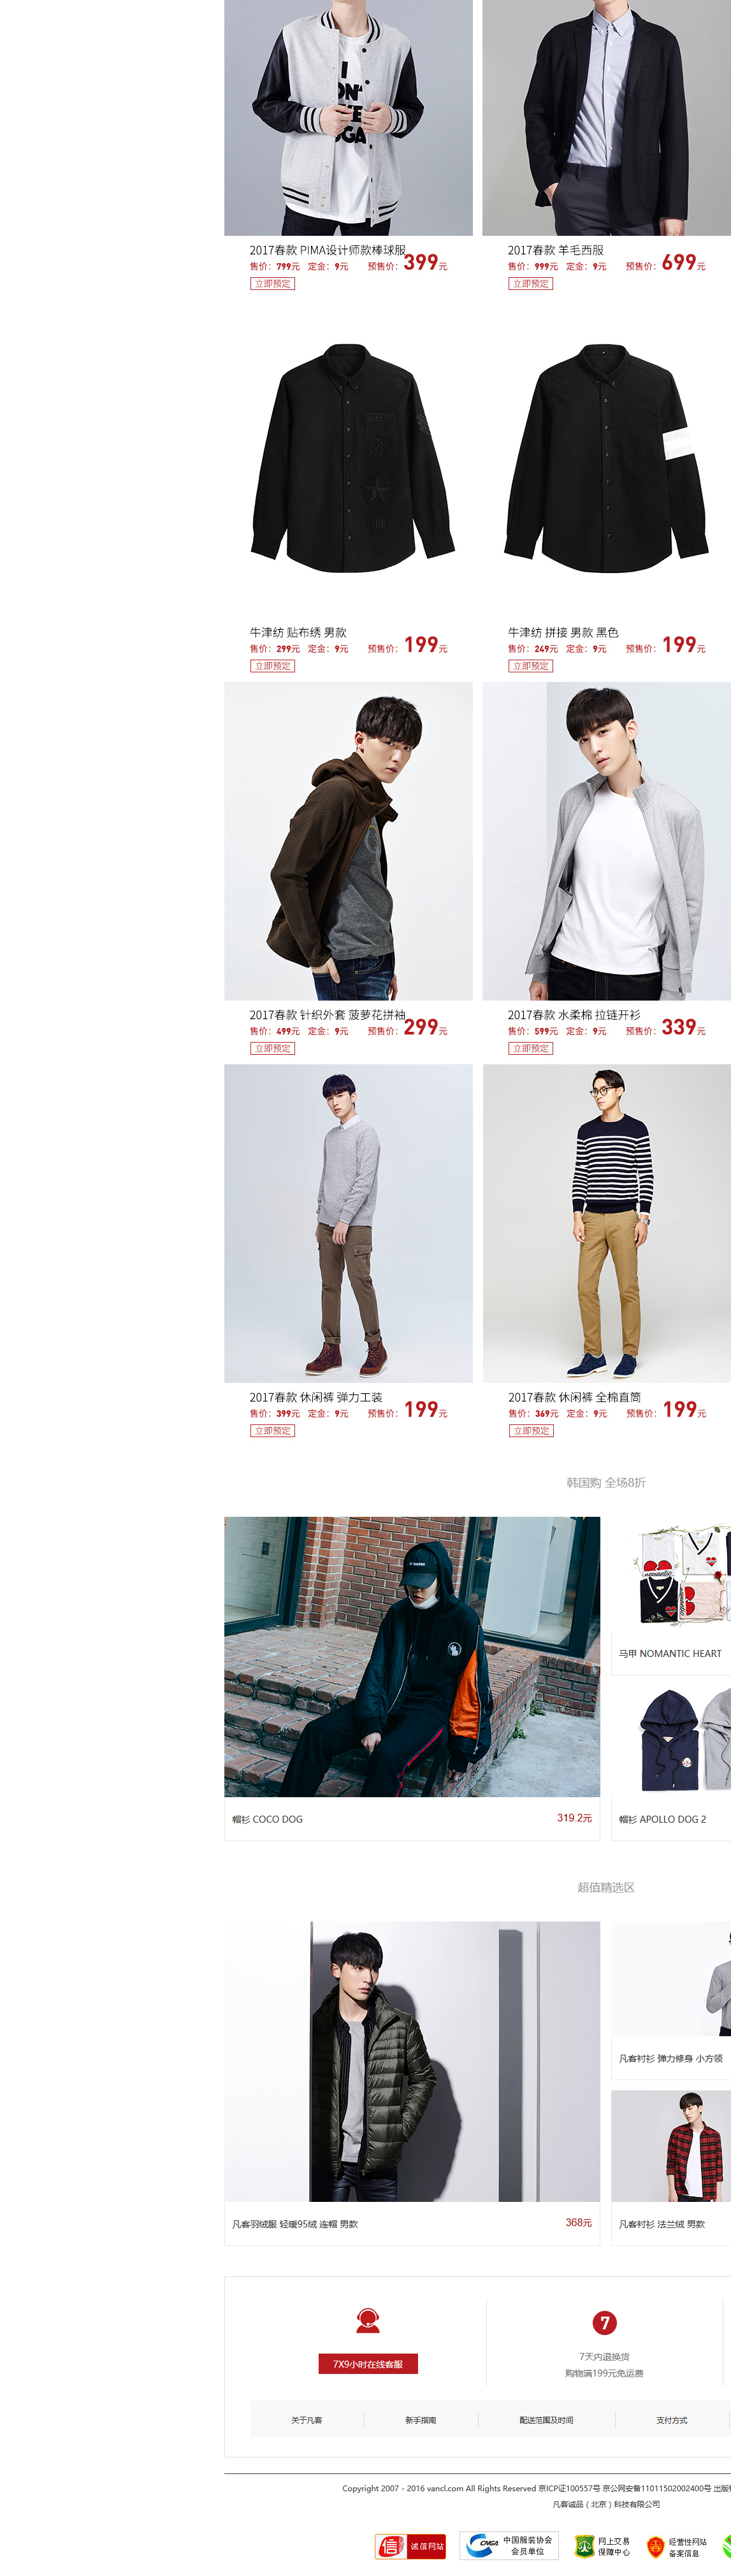 I
ON'
2017春款 PIMA设计师款棒球服
售价：799元 定金：9元 预售价：399元
立即预定
2017春款 羊毛西服
售价：999元 定金：9元 预售价：699元
立即预定
牛津纺 贴布绣 男款
售价：299元 定金：9元 预售价：199元
立即预定
牛津纺 拼接 男款 黑色
售价：249元 定金：9元 预售价：199元
立即预定
2017春款 针织外套 菠萝花拼袖
售价：499元 定金：9元 预售价：299元
立即预定
2017春款 水柔棉 拉链开衫
售价：599元 定金：9元 预售价：339元
立即预定
2017春款 休闲裤 弹力工装
售价：399元 定金：9元 预售价：199元
立即预定
2017春款 休闲裤 全棉直筒
售价：369元 定金：9元 预售价：199元
立即预定
韩国购 全场8折
帽衫 COCO DOG
319.2元
马甲 NOMANTIC HEART
帽衫 APOLLO DOG 2
超值精选区
凡客羽绒服 轻暖95绒 连帽 男款
368元
凡客衬衫 弹力修身 小方领
凡客衬衫 法兰绒 男款
7X9小时在线客服
7
7天内退换货
购物满199元免运费
关于凡客
新手指南
配送范围及时间
支付方式
Copyright 2007 - 2016 vancl.com All Rights Reserved 京ICP证100557号 京公网安备11011502002400号 出版
凡客诚品（北京）科技有限公司
信 诚信网站
CNGA 中国服装协会
会员单位
网上交易
保障中心
经营性网站
备案信息